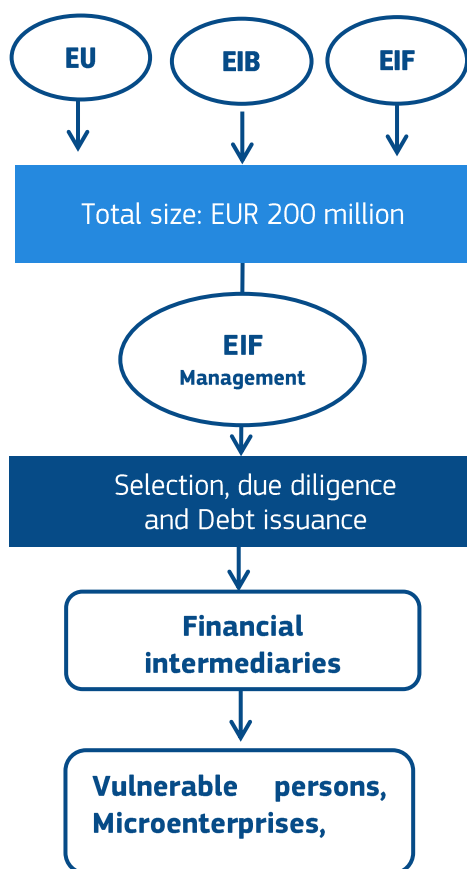 EU
EIB
EIF
Total size: EUR 200 million
EIF
Management
Selection, due diligence
and Debt issuance
Financial
intermediaries
Vulnerable persons,
Microenterprises,